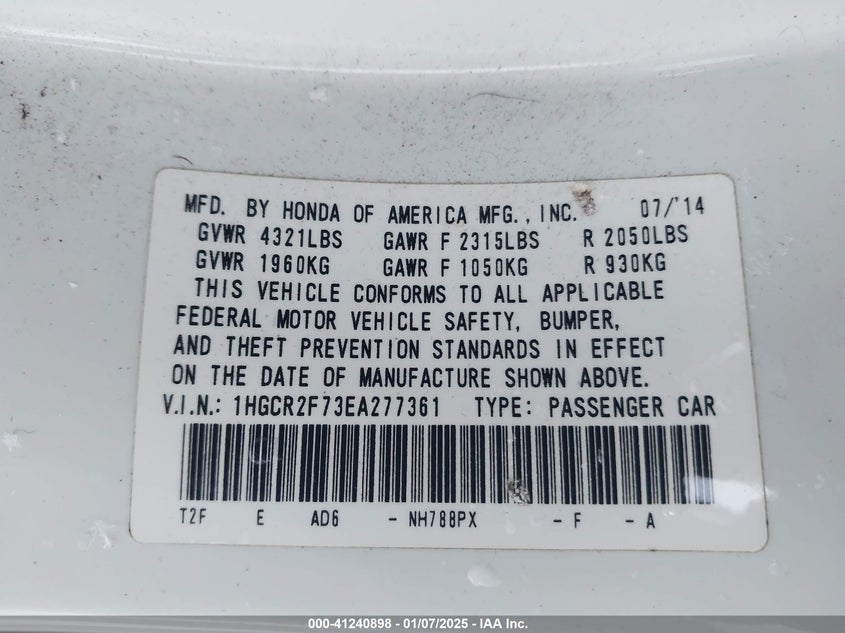 MFD. BY HONDA OF AMERICA MFG., INC. 07/'14
GVWR 4321LBS GAWR F 2315LBS R 2050LBS
GVWR 1960KG GAWR F 1050KG R 930KG
THIS VEHICLE CONFORMS TO ALL APPLICABLE
FEDERAL MOTOR VEHICLE SAFETY, BUMPER,
AND THEFT PREVENTION STANDARDS IN EFFECT
ON THE DATE OF MANUFACTURE SHOWN ABOVE.
V.I.N.: 1HGCR2F73EA277361 TYPE: PASSENGER CAR
T2F E AD6 - NH788PX - F - A
000-41240898 - 01/07/2025 - IAA Inc.